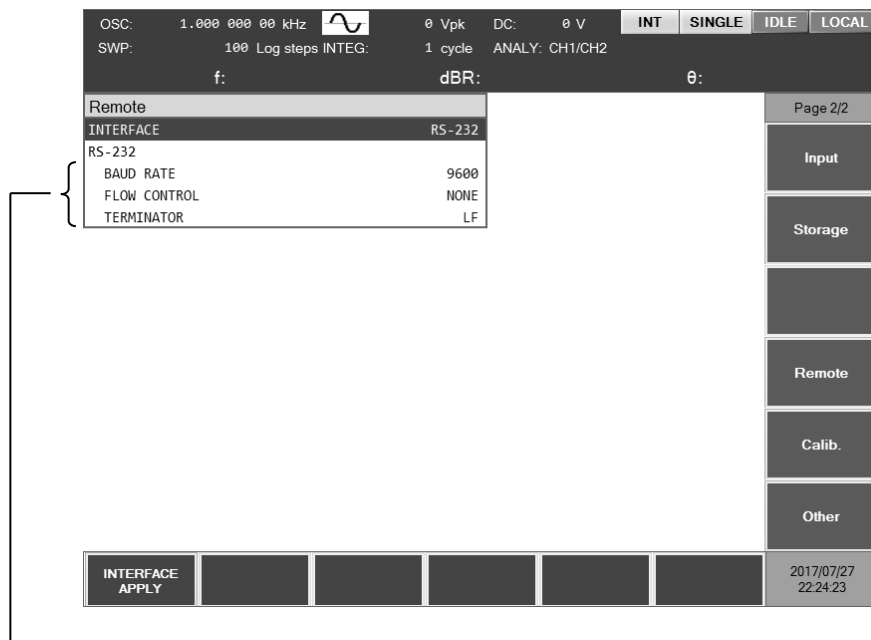 OSC: 1.000 000 00 kHz 0 Vpk DC: 0 V INT SINGLE IDLE LOCAL
SWP: 100 Log steps INTEG: 1 cycle ANALY: CH1/CH2
f: dBR: θ:
Remote
INTERFACE RS-232
RS-232
BAUD RATE 9600
FLOW CONTROL NONE
TERMINATOR LF
Page 2/2
Input
Storage
Remote
Calib.
Other
INTERFACE
APPLY
2017/07/27
22:24:23